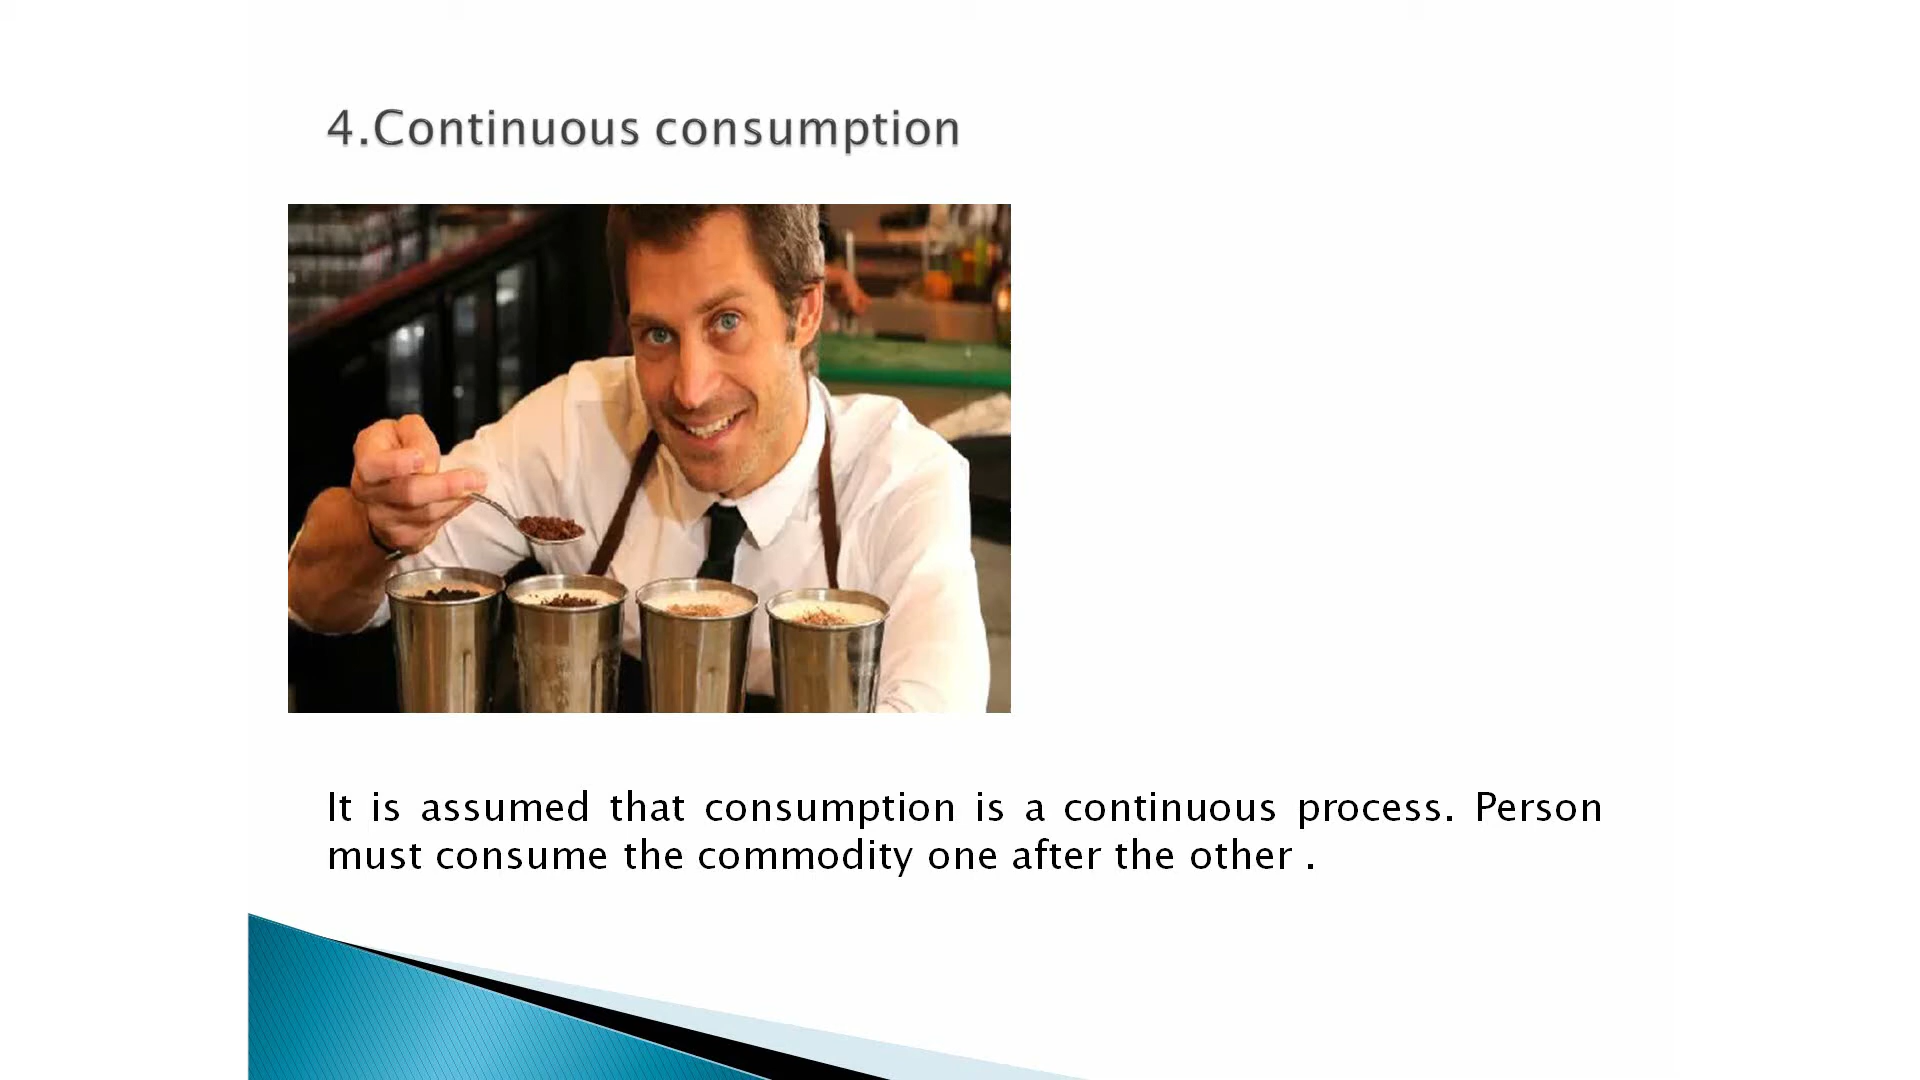 4.Continuous consumption
It is assumed that consumption is a continuous process. Person
must consume the commodity one after the other .